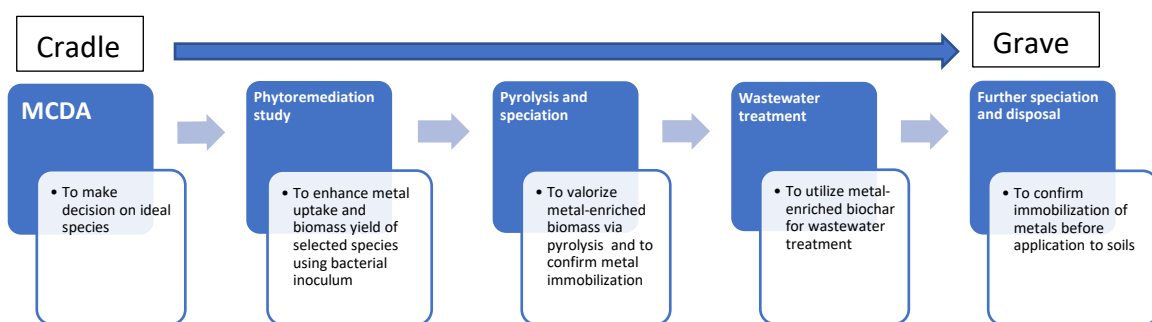 Cradle
Grave
MCDA
• To make
decision on ideal
species
Phytoremediation
study
• To enhance metal
uptake and
biomass yield of
selected species
using bacterial
inoculum
Pyrolysis and
speciation
• To valorize
metal-enriched
biomass via
pyrolysis and to
confirm metal
immobilization
Wastewater
treatment
• To utilize metal-
enriched biochar
for wastewater
treatment
Further speciation
and disposal
• To confirm
immobilization of
metals before
application to soils